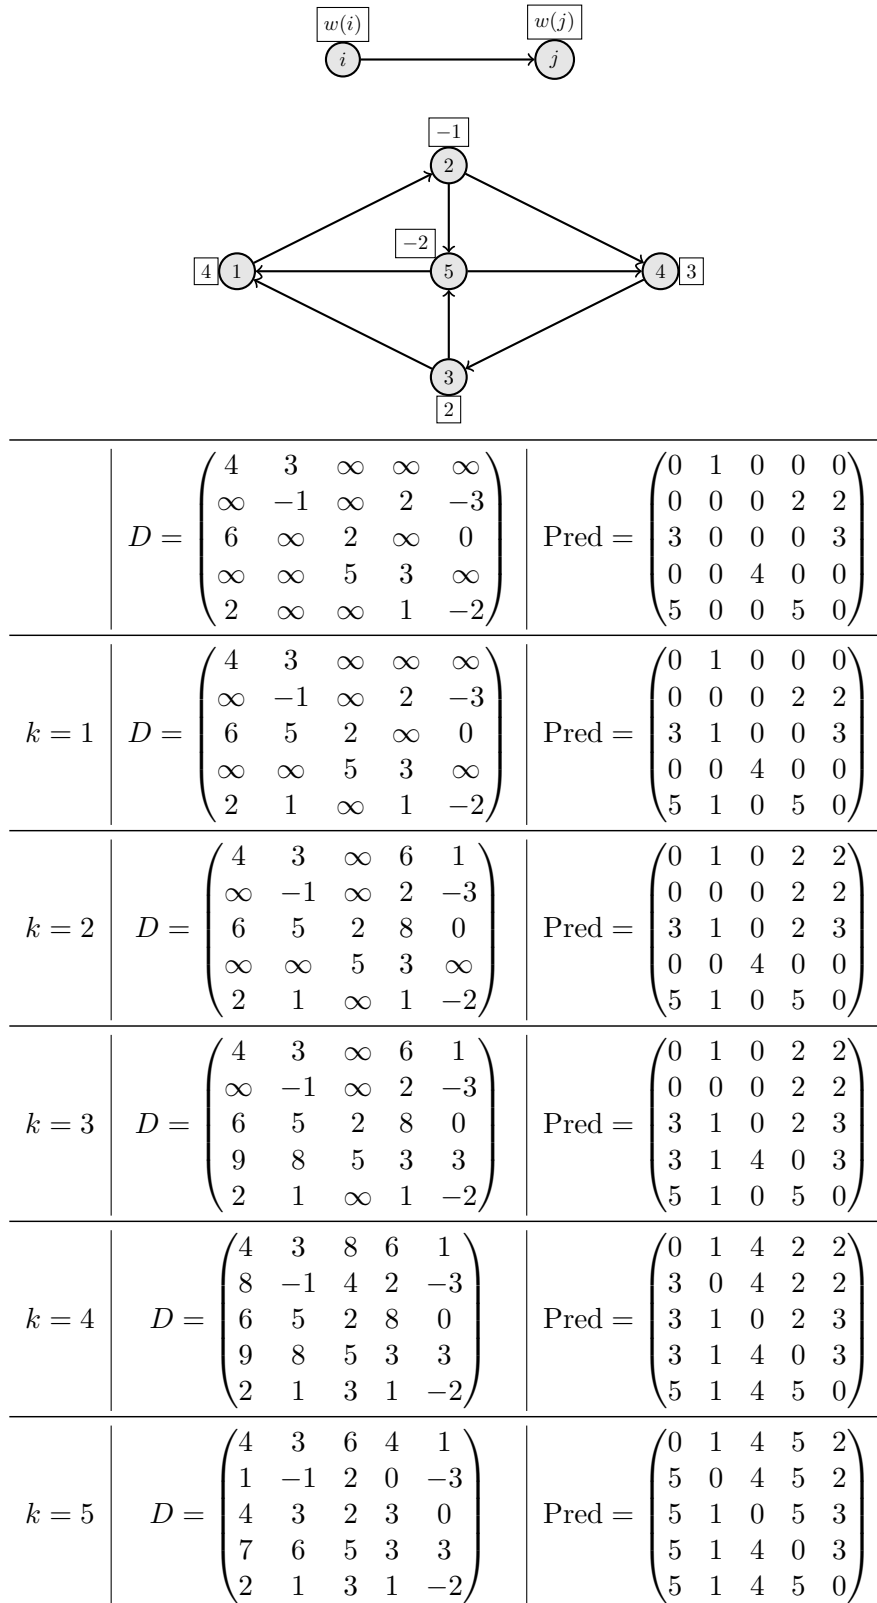 w(i) w(j)
i j
−1
2
−2
4 1 5 4 3
3
2
D = Pred =
4 3 ∞ ∞ ∞ 0 1 0 0 0
∞ −1 ∞ 2 −3 0 0 0 2 2
6 ∞ 2 ∞ 0 3 0 0 0 3
∞ ∞ 5 3 ∞ 0 0 4 0 0
2 ∞ ∞ 1 −2 5 0 0 5 0
k = 1 D = Pred =
4 3 ∞ ∞ ∞ 0 1 0 0 0
∞ −1 ∞ 2 −3 0 0 0 2 2
6 5 2 ∞ 0 3 1 0 0 3
∞ ∞ 5 3 ∞ 0 0 4 0 0
2 1 ∞ 1 −2 5 1 0 5 0
k = 2 D = Pred =
4 3 ∞ 6 1 0 1 0 2 2
∞ −1 ∞ 2 −3 0 0 0 2 2
6 5 2 8 0 3 1 0 2 3
∞ ∞ 5 3 ∞ 0 0 4 0 0
2 1 ∞ 1 −2 5 1 0 5 0
k = 3 D = Pred =
4 3 ∞ 6 1 0 1 0 2 2
∞ −1 ∞ 2 −3 0 0 0 2 2
6 5 2 8 0 3 1 0 2 3
9 8 5 3 3 3 1 4 0 3
2 1 ∞ 1 −2 5 1 0 5 0
k = 4 D = Pred =
4 3 8 6 1 0 1 4 2 2
8 −1 4 2 −3 3 0 4 2 2
6 5 2 8 0 3 1 0 2 3
9 8 5 3 3 3 1 4 0 3
2 1 3 1 −2 5 1 4 5 0
k = 5 D = Pred =
4 3 6 4 1 0 1 4 5 2
1 −1 2 0 −3 5 0 4 5 2
4 3 2 3 0 5 1 0 5 3
7 6 5 3 3 5 1 4 0 3
2 1 3 1 −2 5 1 4 5 0